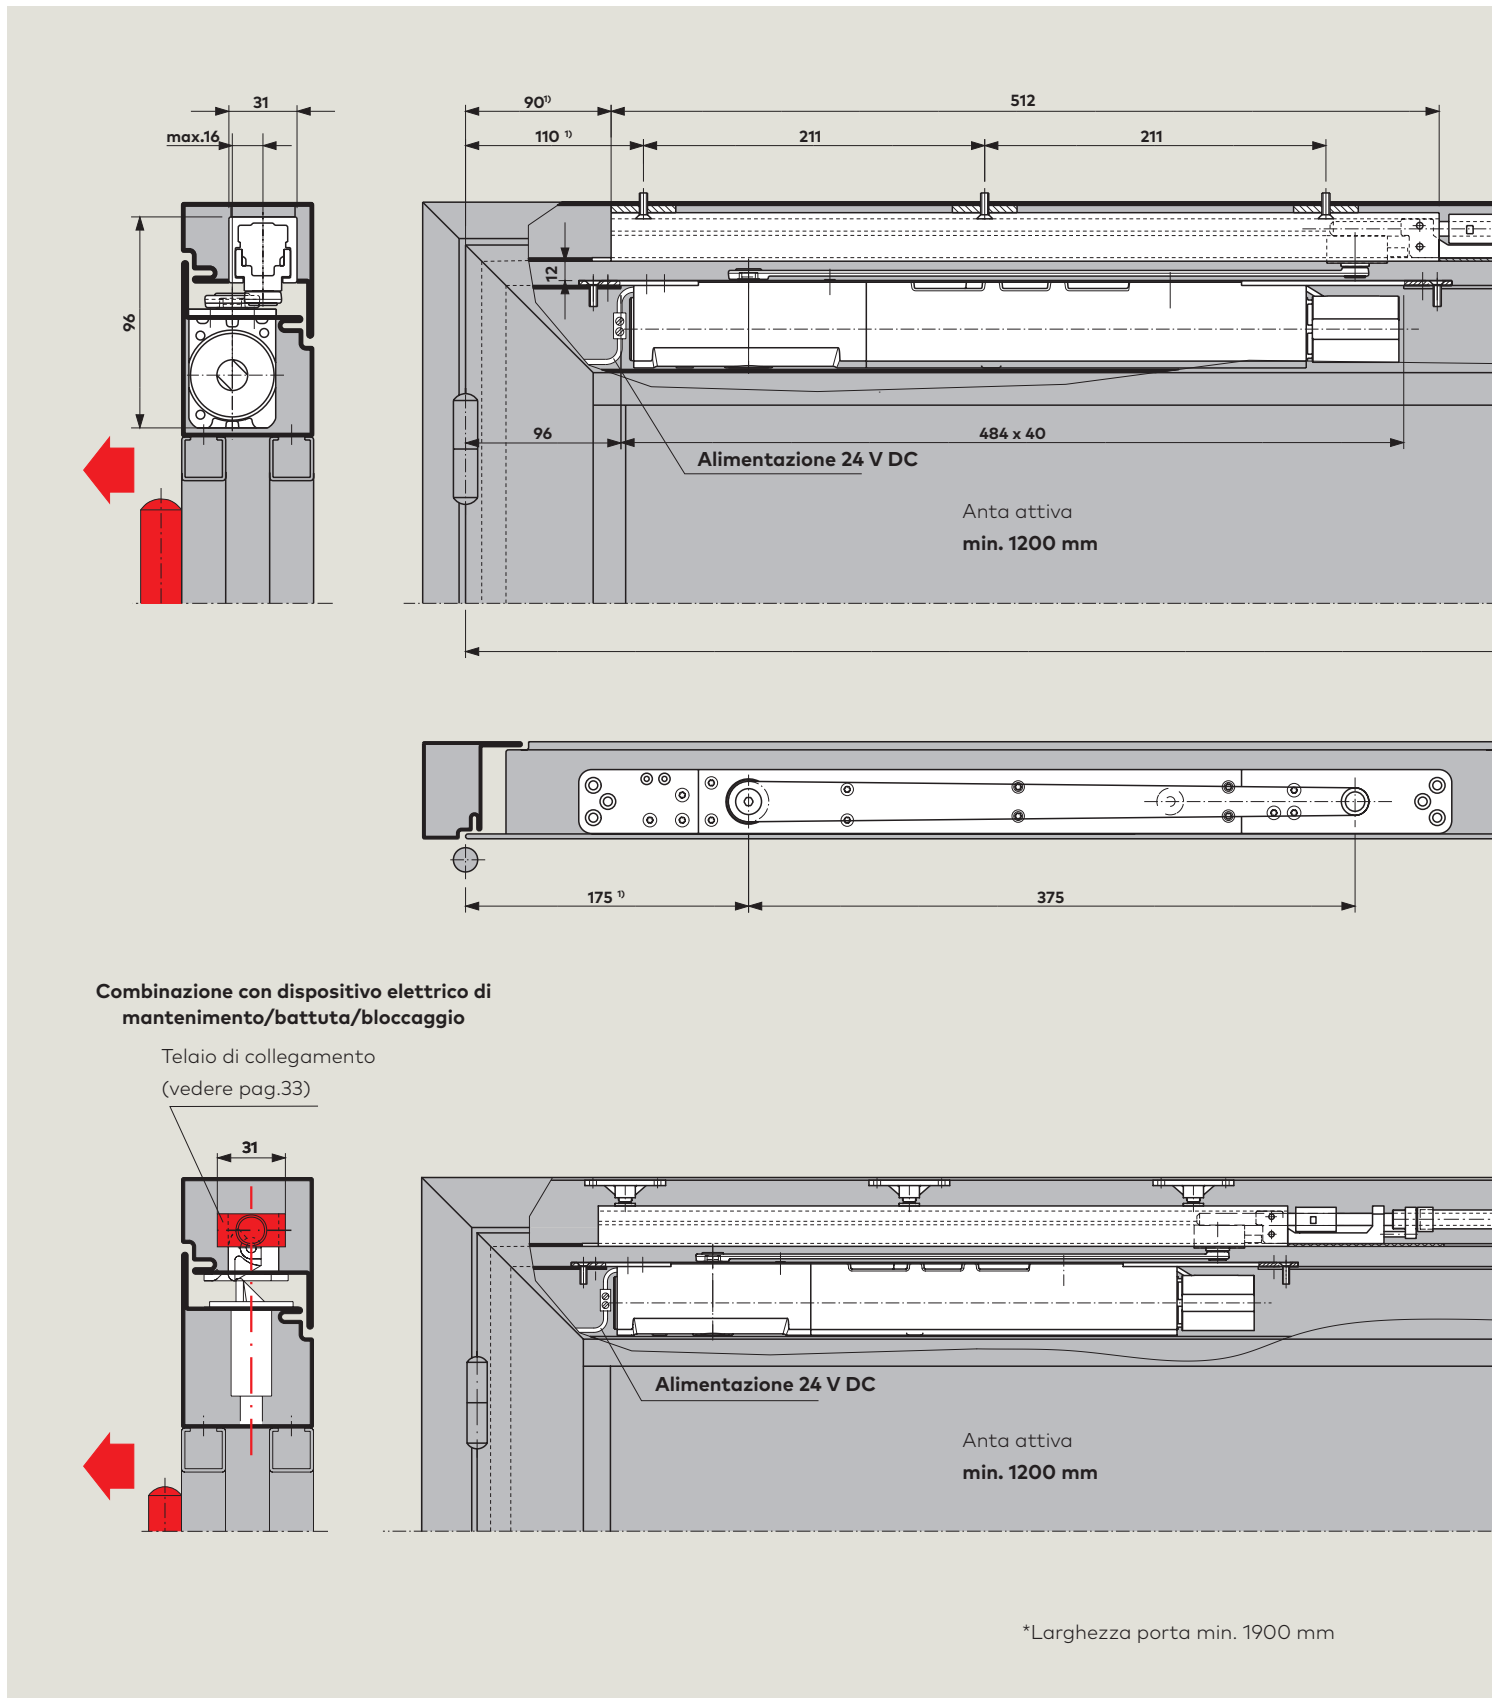 31
90¹⁾
512
max.16
110 ¹⁾
211
211
12
96
96
484 x 40
Alimentazione 24 V DC
Anta attiva
min. 1200 mm
175 ¹⁾
375
Combinazione con dispositivo elettrico di
mantenimento/battuta/bloccaggio
Telaio di collegamento
(vedere pag.33)
31
Alimentazione 24 V DC
Anta attiva
min. 1200 mm
*Larghezza porta min. 1900 mm